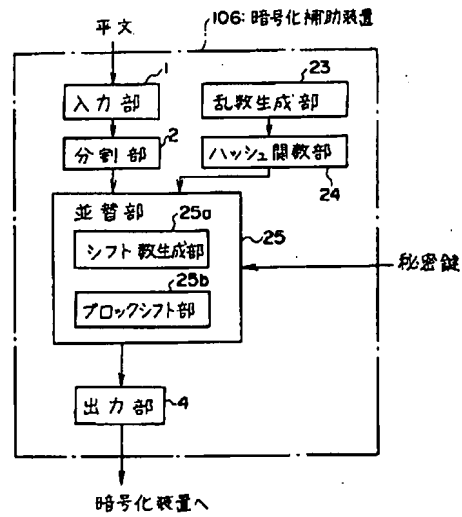 106:暗号化補助装置
平文
1
入力部
23
乱数生成部
2
分割部
ハッシュ関数部
24
並替部
25a
シフト数生成部
25
25b
ブロックシフト部
秘密鍵
出力部
4
暗号化装置へ